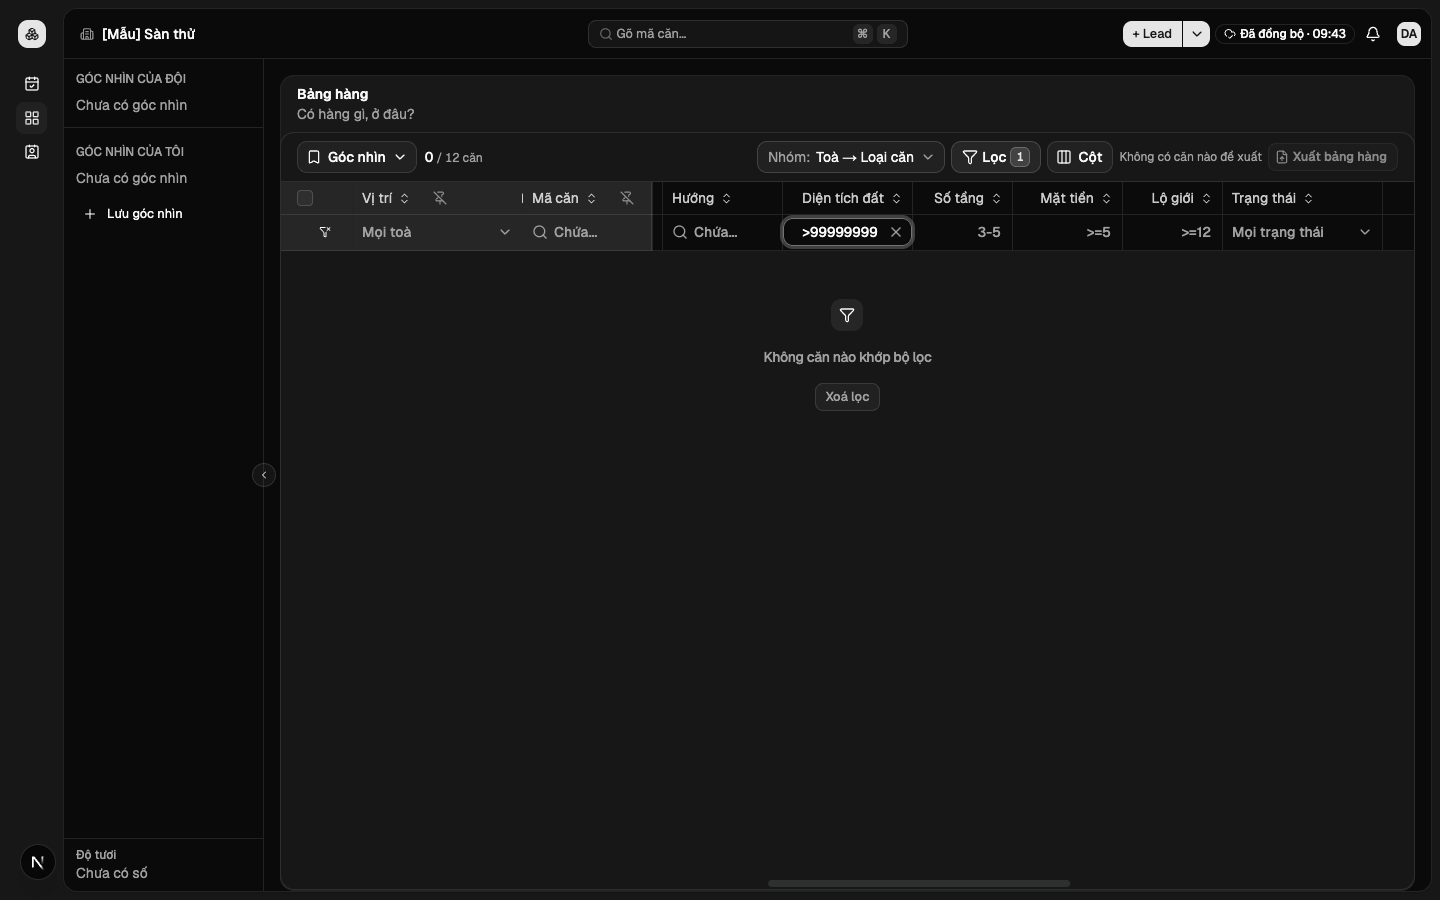 [Mẫu] Sàn thử
Gõ mã căn...
⌘ K
+ Lead
Đã đồng bộ · 09:43
DA
GÓC NHÌN CỦA ĐỘI
Chưa có góc nhìn
GÓC NHÌN CỦA TÔI
Chưa có góc nhìn
+ Lưu góc nhìn
Bảng hàng
Có hàng gì, ở đâu?
Góc nhìn
0 / 12 căn
Nhóm: Toà → Loại căn
Lọc 1
Cột
Không có căn nào để xuất
Xuất bảng hàng
Vị trí
Mã căn
Hướng
Diện tích đất
Số tầng
Mặt tiền
Lộ giới
Trạng thái
Mọi toà
Chứa...
Chứa...
>99999999
3-5
>=5
>=12
Mọi trạng thái
Không căn nào khớp bộ lọc
Xoá lọc
Độ tươi
Chưa có số
N